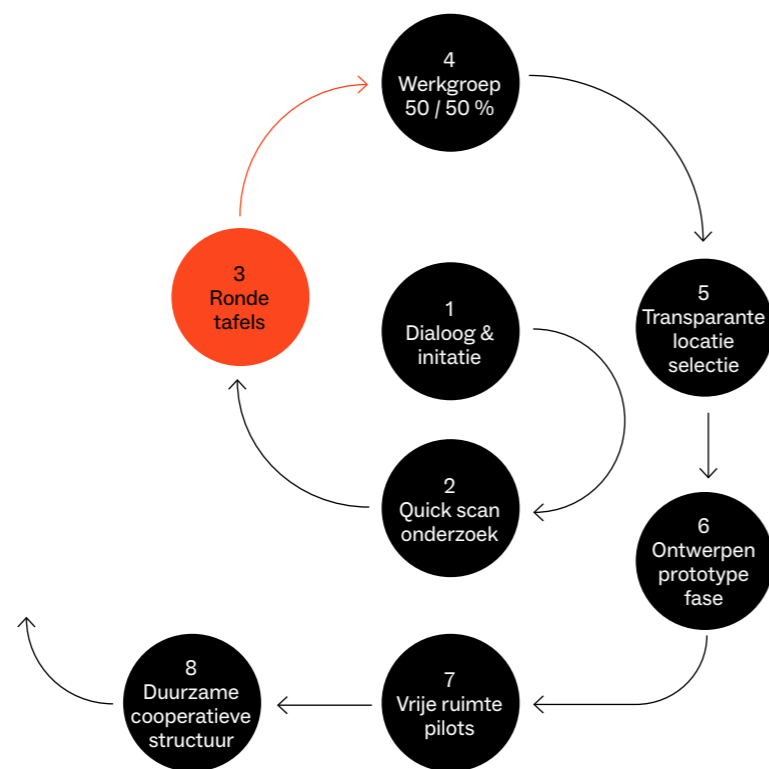 1
Dialoog &
initatie
2
Quick scan
onderzoek
3
Ronde
tafels
4
Werkgroep
50 / 50 %
5
Transparante
locatie
selectie
6
Ontwerpen
prototype
fase
7
Vrije ruimte
pilots
8
Duurzame
cooperatieve
structuur